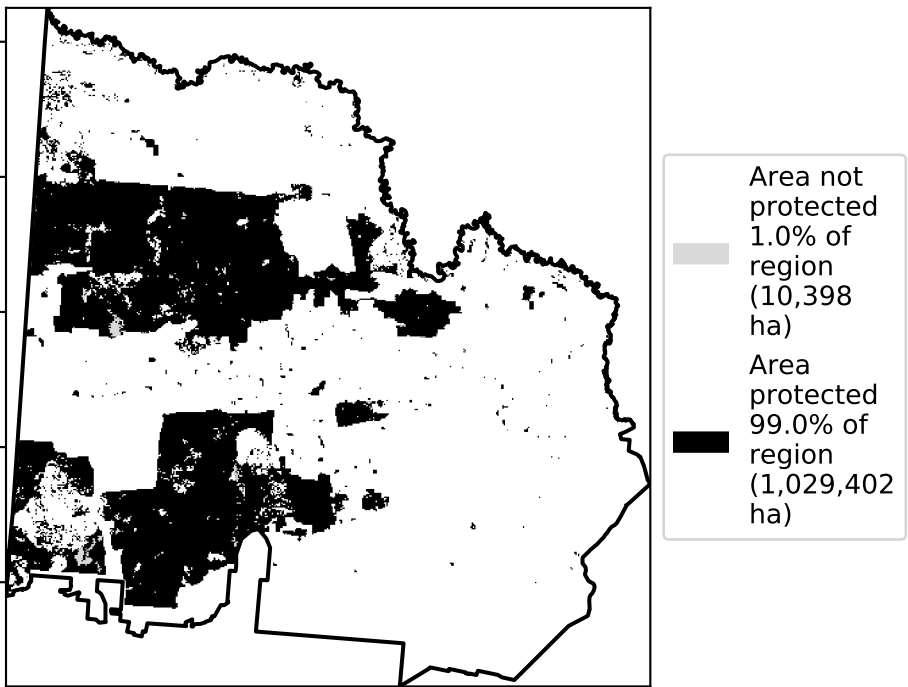 Area not
protected
1.0% of
region
(10,398
ha)
Area
protected
99.0% of
region
(1,029,402
ha)